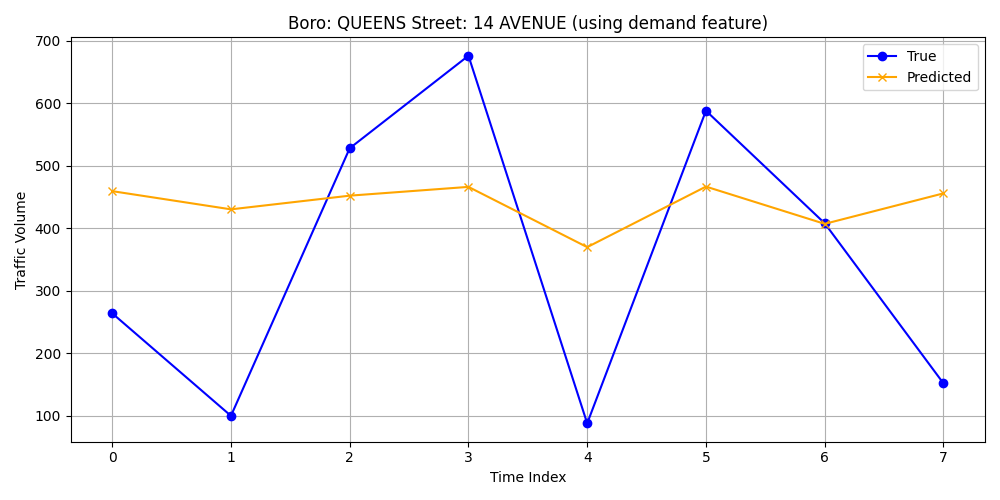 Boro: QUEENS Street: 14 AVENUE (using demand feature)
True
Predicted
Traffic Volume
700
600
500
400
300
200
100
0 1 2 3 4 5 6 7
Time Index